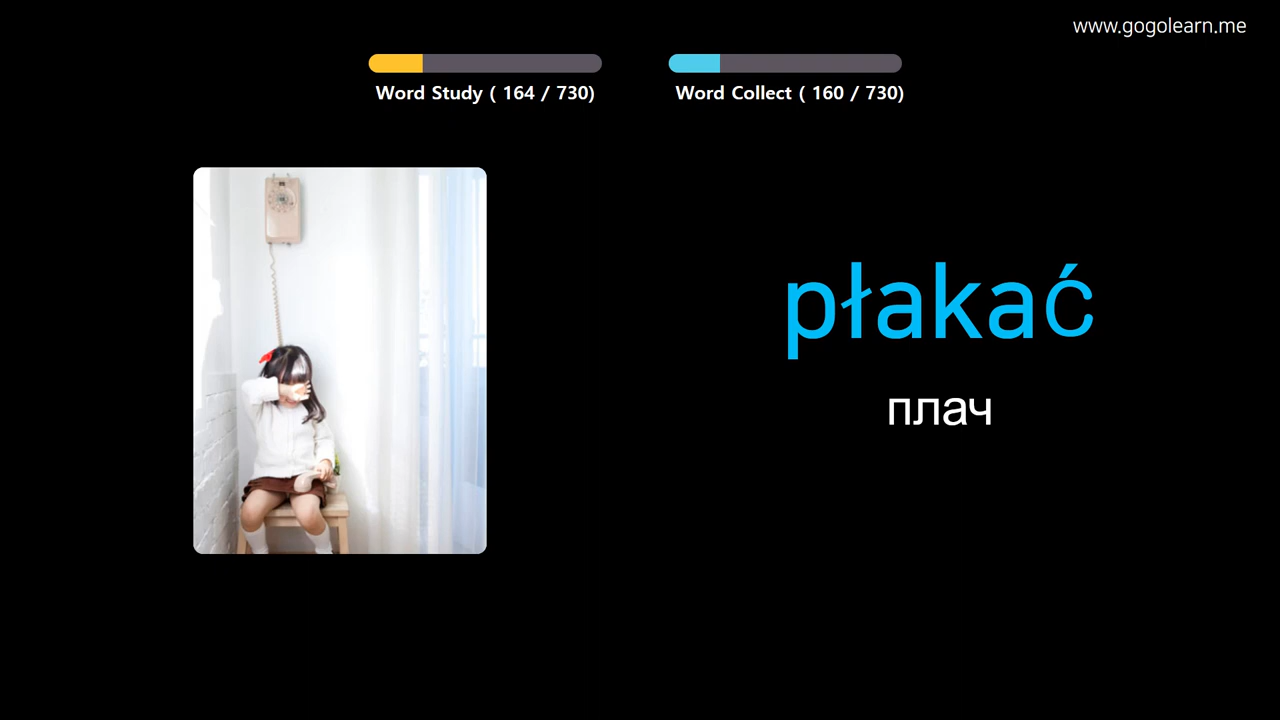 www.gogolearn.me
Word Study ( 164 / 730)
Word Collect ( 160 / 730)
płakać
плач